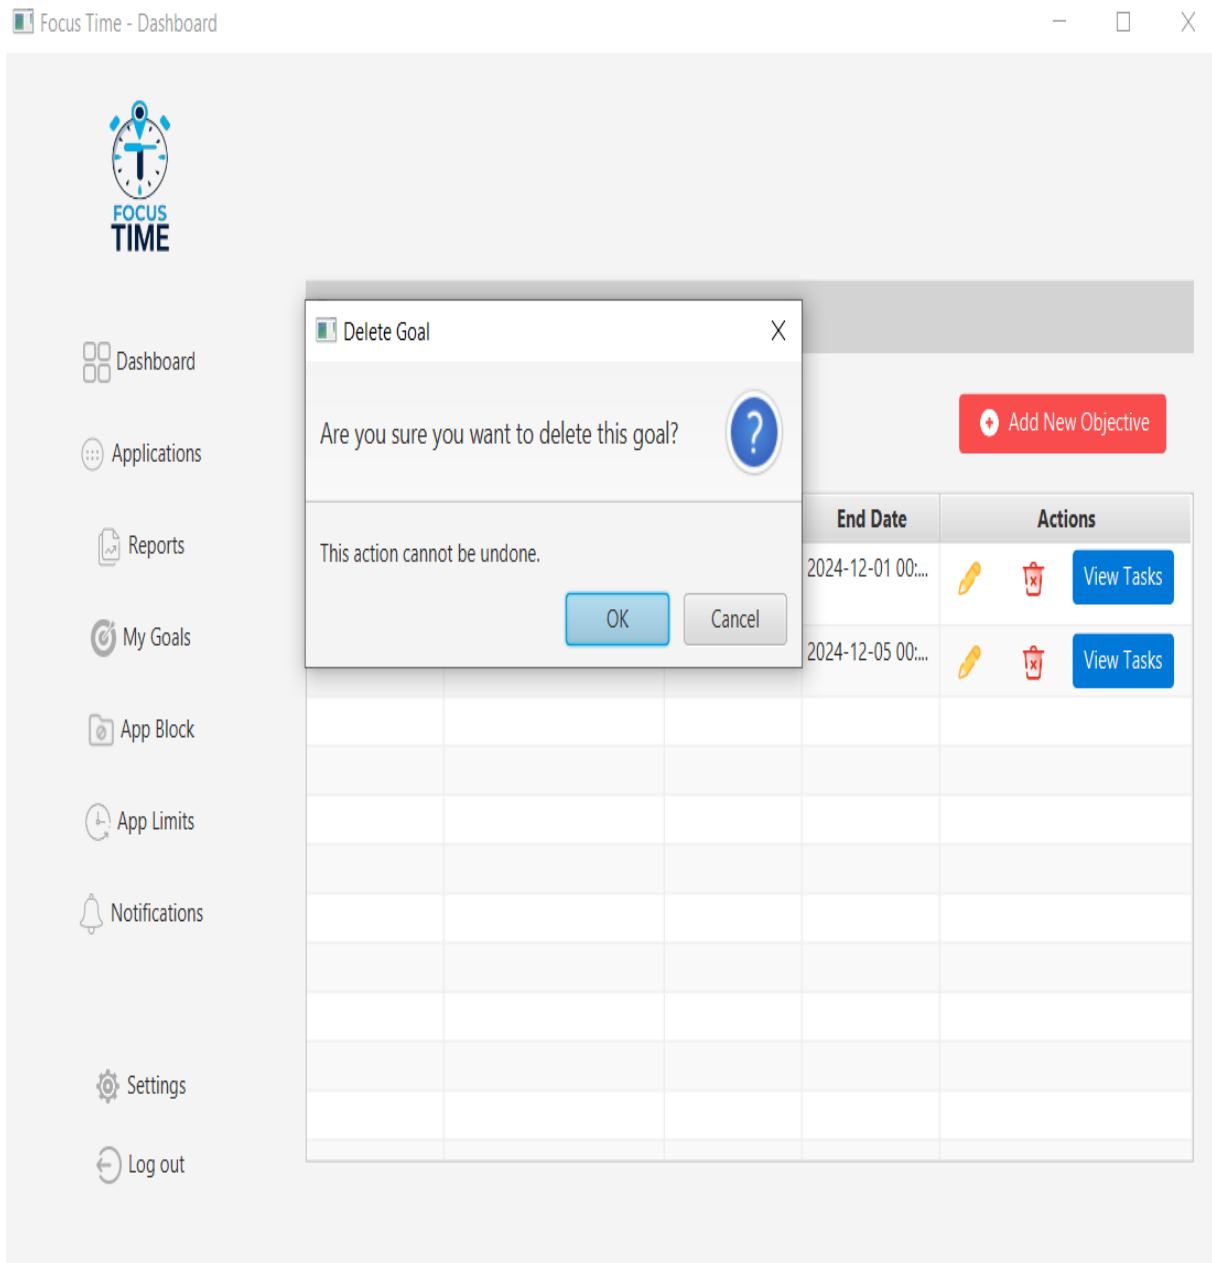 Focus Time - Dashboard
FOCUS
TIME
Dashboard
Applications
Reports
My Goals
App Block
App Limits
Notifications
Settings
Log out
Delete Goal
Are you sure you want to delete this goal?
This action cannot be undone.
OK
Cancel
Add New Objective
End Date
Actions
2024-12-01 00:...
View Tasks
2024-12-05 00:...
View Tasks